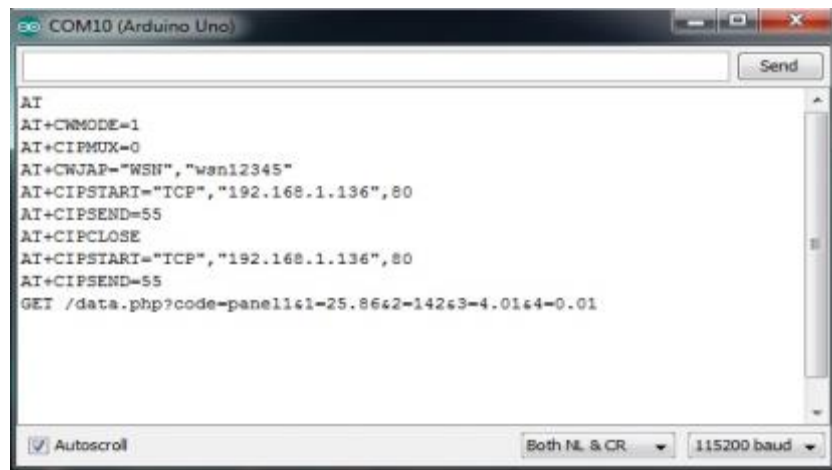 COM10 (Arduino Uno)
Send
AT
AT+CWMODE=1
AT+CIPMUX=0
AT+CWJAP="WSN","wsn12345"
AT+CIPSTART="TCP","192.168.1.136",80
AT+CIPSEND=55
AT+CIPCLOSE
AT+CIPSTART="TCP","192.168.1.136",80
AT+CIPSEND=55
GET /data.php?code=panel1&1=25.86&2=142&3=4.01&4=0.01
Autoscroll
Both NL & CR
115200 baud